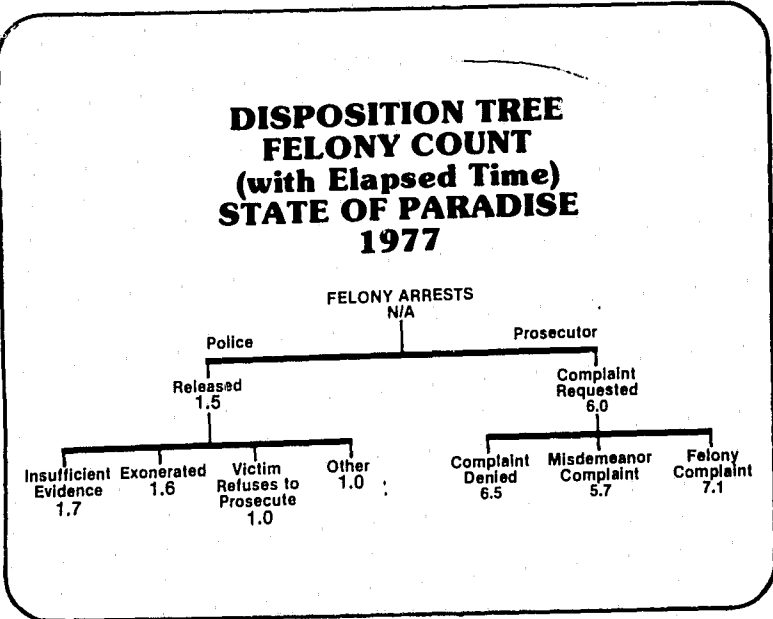 DISPOSITION TREE
FELONY COUNT
(with Elapsed Time)
STATE OF PARADISE
1977
FELONY ARRESTS
N/A
Police
Prosecutor
Released
1.5
Complaint
Requested
6.0
Insufficient
Evidence
1.7
Exonerated
1.6
Victim
Refuses to
Prosecute
1.0
Other
1.0
Complaint
Denied
6.5
Misdemeanor
Complaint
5.7
Felony
Complaint
7.1